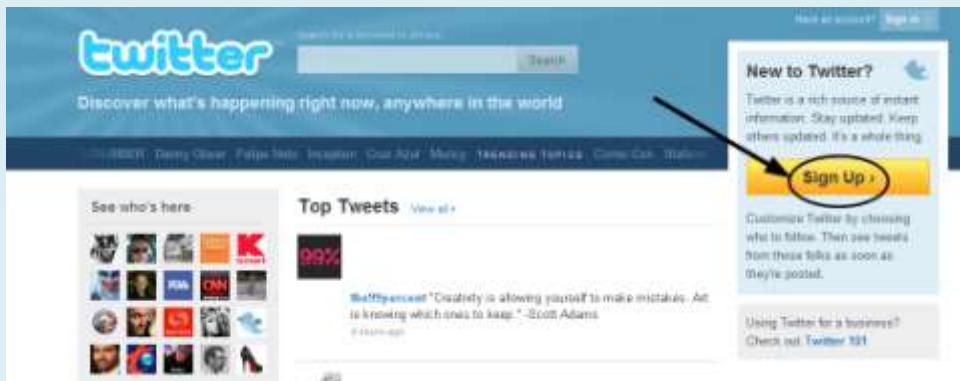 Have an account? Sign in
twitter
Search
Discover what's happening right now, anywhere in the world
Danny Glover Felipe Neto Inception Cruz Azul Muncy TRENDING TOPICS Comic Con
New to Twitter?
Twitter is a rich source of instant
information. Stay updated. Keep
others updated. It's a whole thing.
Sign Up ›
Customize Twitter by choosing
who to follow. Then see tweets
from those folks as soon as
they're posted.
Using Twitter for a business?
Check out Twitter 101
See who's here
K
CNN
Top Tweets View all ›
99%
the99percent "Creativity is allowing yourself to make mistakes. Art
is knowing which ones to keep." -Scott Adams
hours ago